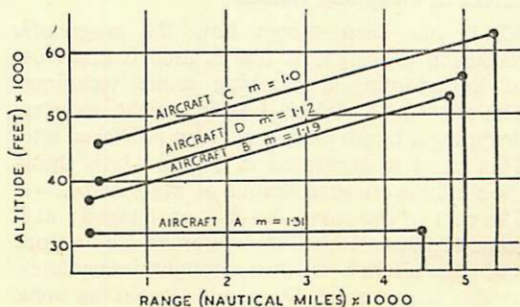 ALTITUDE (FEET) × 1000
60
50
40
30
AIRCRAFT C m = 1·0
AIRCRAFT D m = 1·12
AIRCRAFT B m = 1·19
AIRCRAFT A m = 1·31
1 2 3 4 5
RANGE (NAUTICAL MILES) × 1000